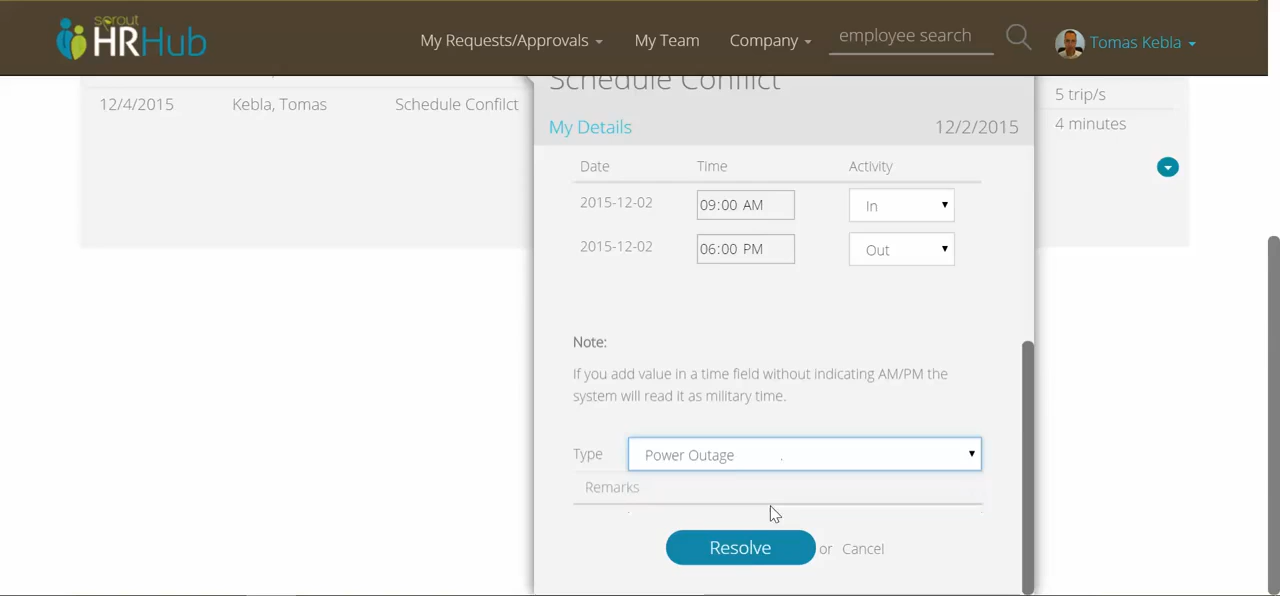 sprout
HRHub
My Requests/Approvals
My Team
Company
employee search
Tomas Kebla
12/4/2015 Kebla, Tomas Schedule Confilct
Schedule Conflict
My Details 12/2/2015
5 trip/s
4 minutes
Date Time Activity
2015-12-02 09:00 AM In
2015-12-02 06:00 PM Out
Note:
If you add value in a time field without indicating AM/PM the
system will read it as military time.
Type Power Outage
Remarks
Resolve or Cancel